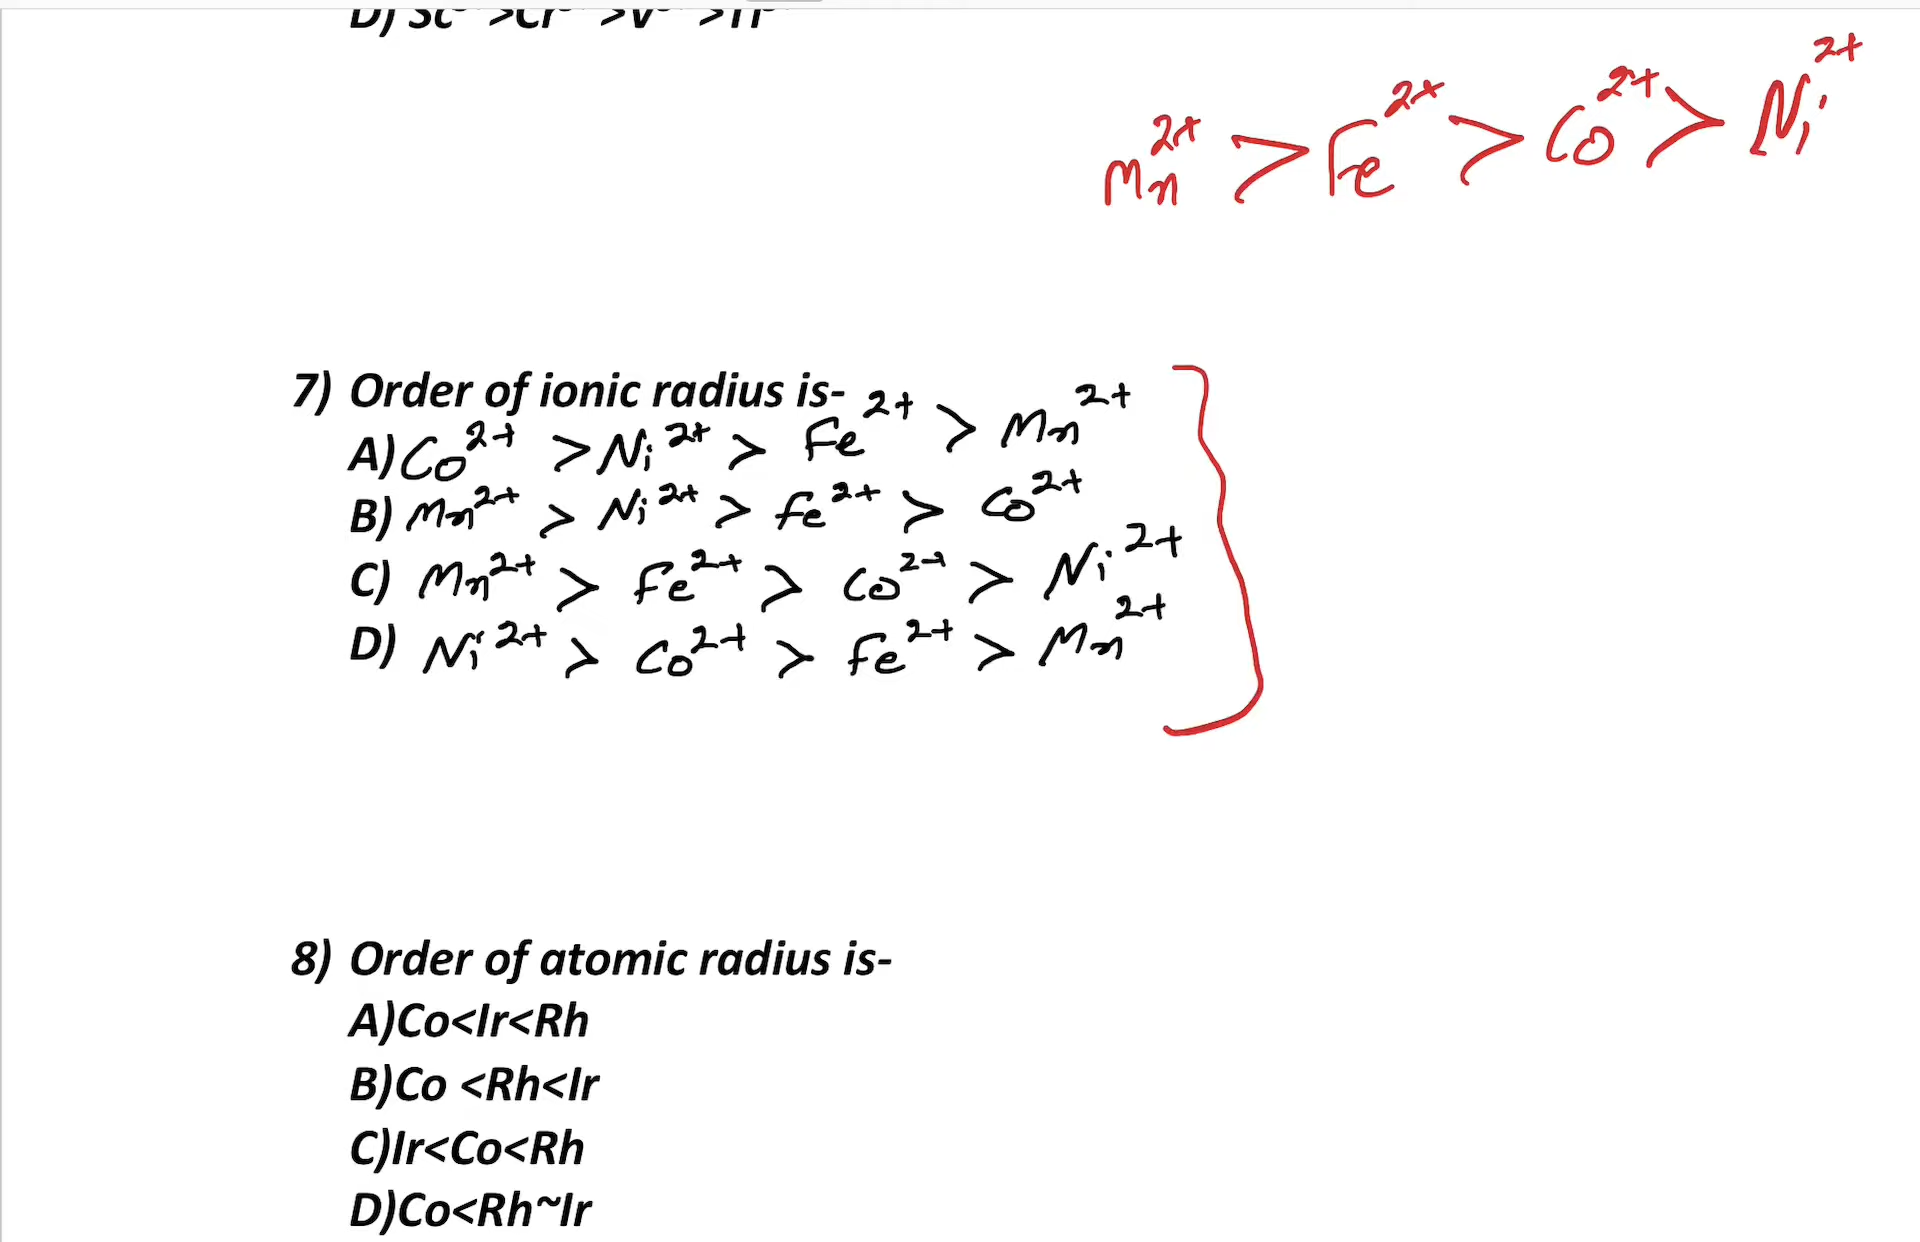 Mn²⁺ > Fe²⁺ > Co²⁺ > Ni²⁺
7) Order of ionic radius is-
A) Co²⁺ > Ni²⁺ > Fe²⁺ > Mn²⁺
B) Mn²⁺ > Ni²⁺ > Fe²⁺ > Co²⁺
C) Mn²⁺ > Fe²⁺ > Co²⁺ > Ni²⁺
D) Ni²⁺ > Co²⁺ > Fe²⁺ > Mn²⁺
8) Order of atomic radius is-
A)Co<Ir<Rh
B)Co <Rh<Ir
C)Ir<Co<Rh
D)Co<Rh~Ir